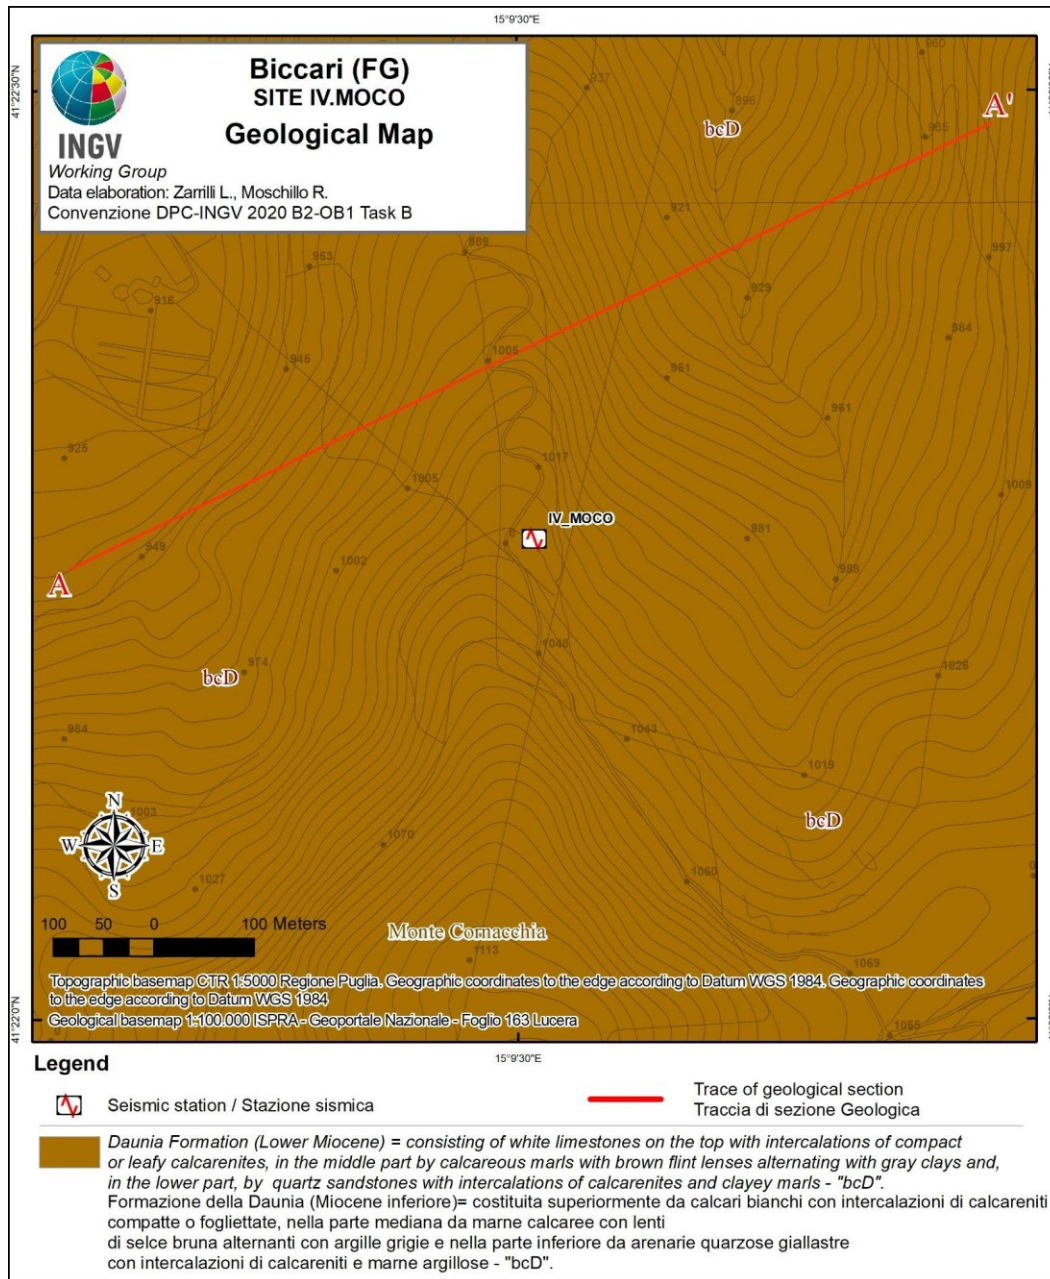 15°9'30"E
41°22'30"N
INGV
Biccari (FG)
SITE IV.MOCO
Geological Map
Working Group
Data elaboration: Zarrilli L., Moschillo R.
Convenzione DPC-INGV 2020 B2-OB1 Task B
937
960
896
bcD
A'
965
921
989
953
997
929
915
984
1005
945
951
961
925
1017
1005
1009
IV_MOCO
0
981
949
1002
988
A
1048
974
bcD
1026
984
1043
1019
N
W
E
S
1003
bcD
1070
1060
1027
0
100 50 0 100 Meters
Monte Cornacchia
1113
1069
Topographic basemap CTR 1:5000 Regione Puglia. Geographic coordinates to the edge according to Datum WGS 1984. Geographic coordinates
to the edge according to Datum WGS 1984
Geological basemap 1:100.000 ISPRA - Geoportale Nazionale - Foglio 163 Lucera
1055
0
41°22'0"N
15°9'30"E
Legend
Seismic station / Stazione sismica
Trace of geological section
Traccia di sezione Geologica
Daunia Formation (Lower Miocene) = consisting of white limestones on the top with intercalations of compact
or leafy calcarenites, in the middle part by calcareous marls with brown flint lenses alternating with gray clays and,
in the lower part, by quartz sandstones with intercalations of calcarenites and clayey marls - "bcD".
Formazione della Daunia (Miocene inferiore)= costituita superiormente da calcari bianchi con intercalazioni di calcareniti
compatte o fogliettate, nella parte mediana da marne calcaree con lenti
di selce bruna alternanti con argille grigie e nella parte inferiore da arenarie quarzose giallastre
con intercalazioni di calcareniti e marne argillose - "bcD".